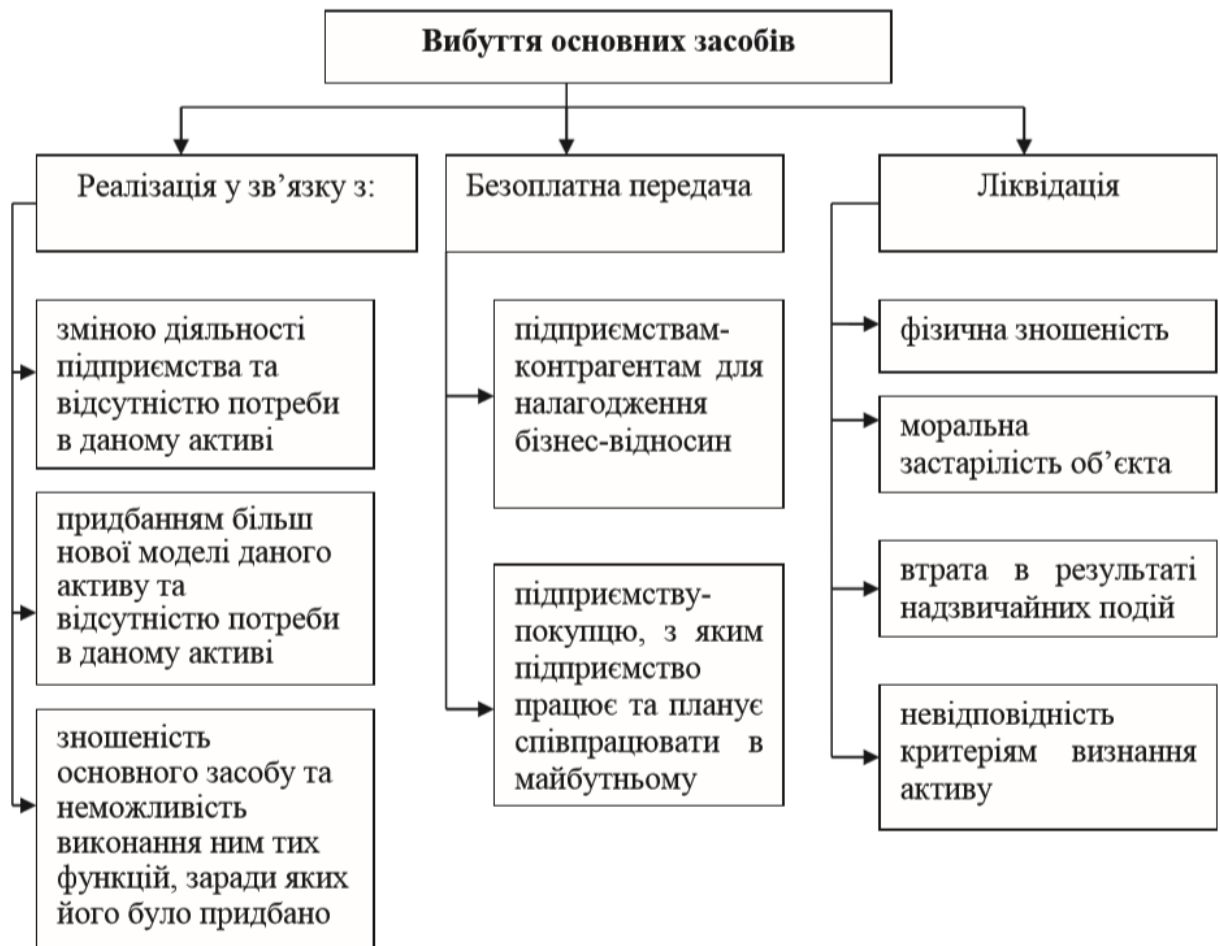 Вибуття основних засобів
Реалізація у зв’язку з:
зміною діяльності
підприємства та
відсутністю потреби
в даному активі
придбанням більш
нової моделі даного
активу та
відсутністю потреби
в даному активі
зношеність
основного засобу та
неможливість
виконання ним тих
функцій, заради яких
його було придбано
Безоплатна передача
підприємствам-
контрагентам для
налагодження
бізнес-відносин
підприємству-
покупцю, з яким
підприємство
працює та планує
співпрацювати в
майбутньому
Ліквідація
фізична зношеність
моральна
застарілість об’єкта
втрата в результаті
надзвичайних подій
невідповідність
критеріям визнання
активу